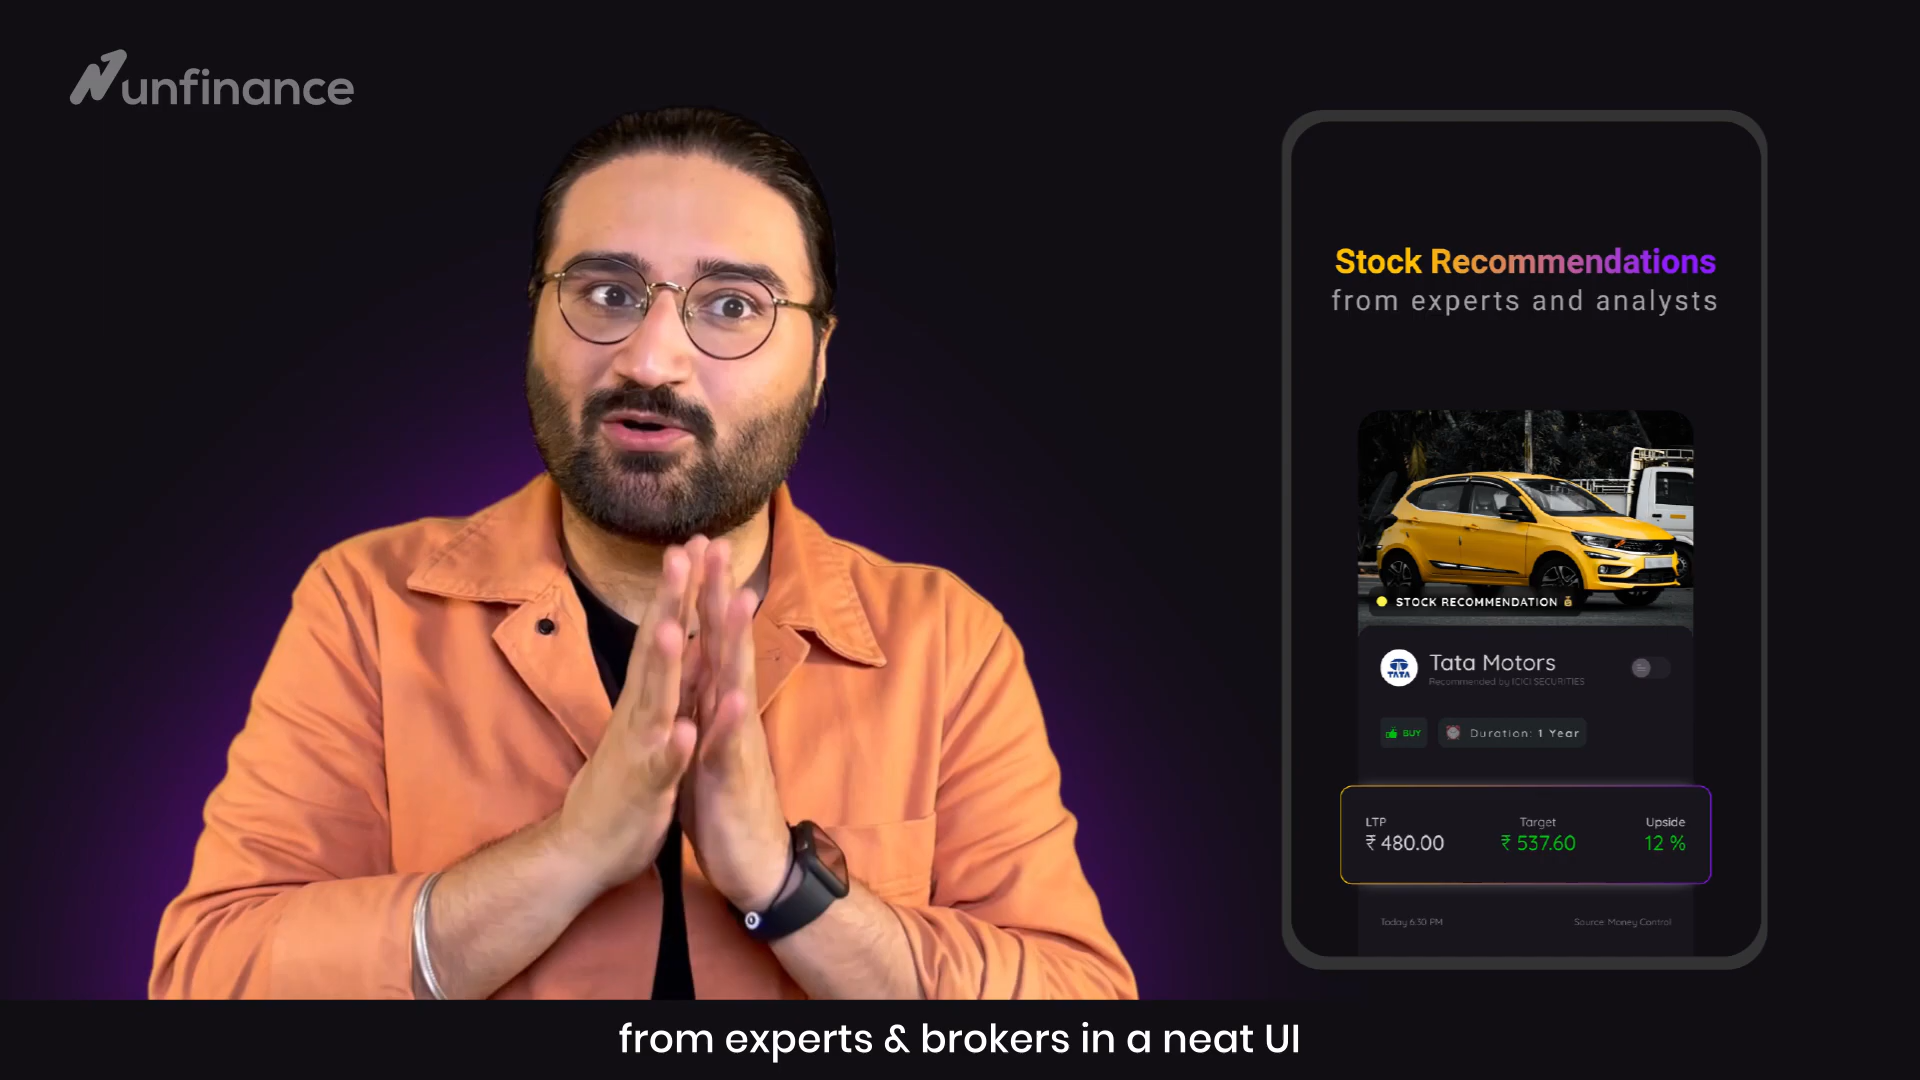 Nunfinance
Stock Recommendations
from experts and analysts
STOCK RECOMMENDATION
TATA
Tata Motors
Recommended by ICICI SECURITIES
BUY
Duration: 1 Year
LTP Target Upside
₹ 480.00 ₹ 537.60 12 %
Today 6:30 PM Source: Money Control
from experts & brokers in a neat UI